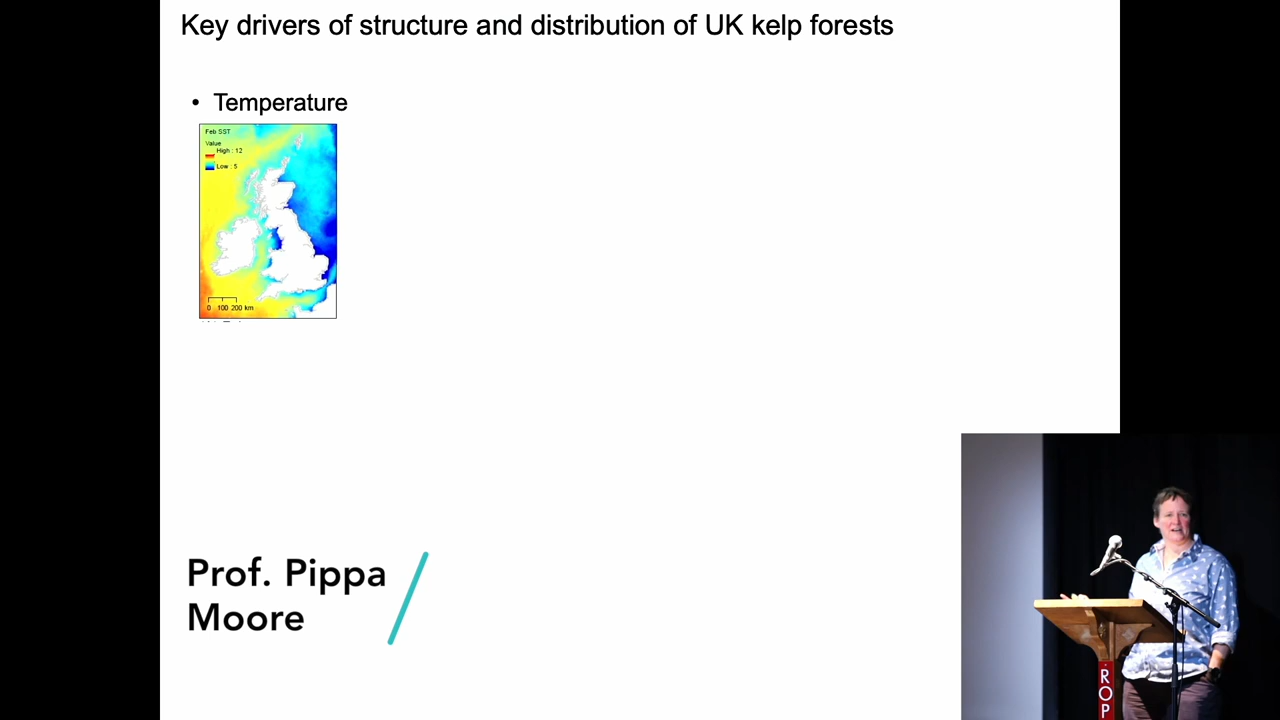 Key drivers of structure and distribution of UK kelp forests
• Temperature
Feb SST
Value
High : 12
Low : 5
0 100 200 km
Prof. Pippa
Moore
ROP